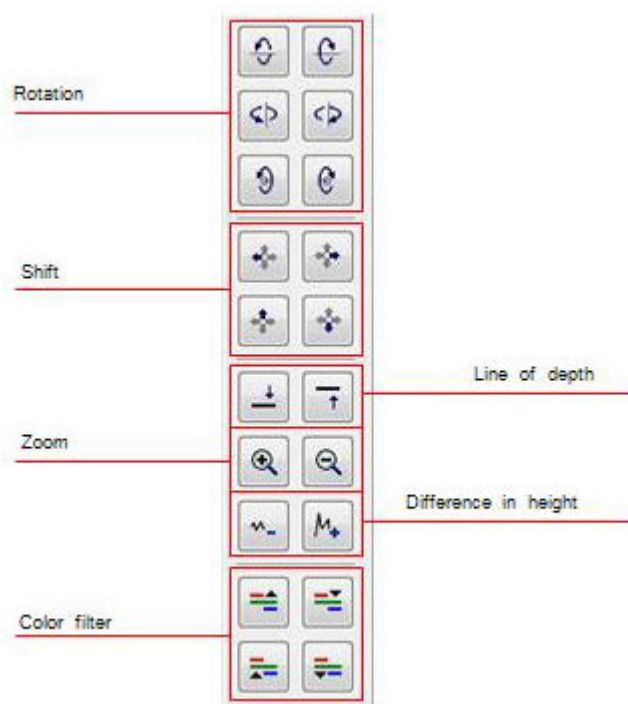 Rotation
Shift
Line of depth
Zoom
Difference in height
Color filter